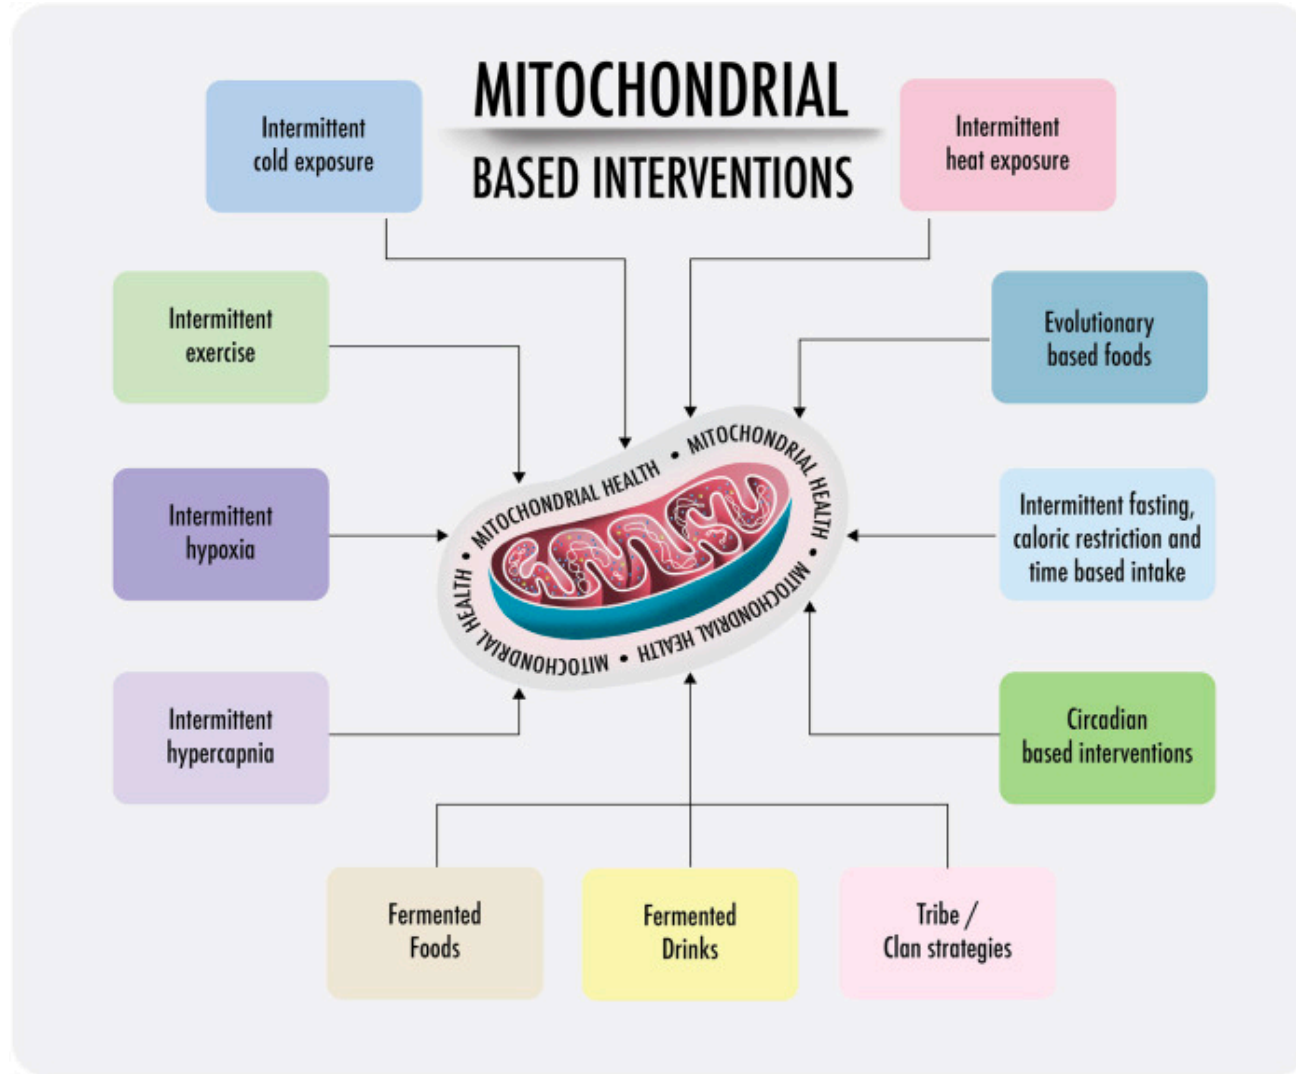 MITOCHONDRIAL
BASED INTERVENTIONS
Intermittent
cold exposure
Intermittent
heat exposure
Intermittent
exercise
Evolutionary
based foods
Intermittent
hypoxia
Intermittent fasting,
caloric restriction and
time based intake
Intermittent
hypercapnia
Circadian
based interventions
MITOCHONDRIAL HEALTH • MITOCHONDRIAL HEALTH • MITOCHONDRIAL HEALTH • MITOCHONDRIAL HEALTH •
Fermented
Foods
Fermented
Drinks
Tribe /
Clan strategies